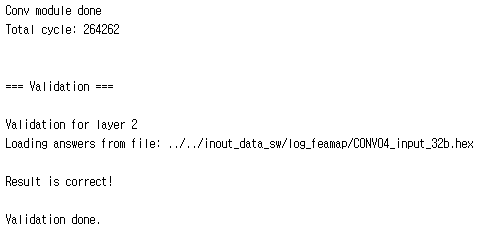 Conv module done
Total cycle: 264262
=== Validation ===
Validation for layer 2
Loading answers from file: ../../inout_data_sw/log_feamap/CONV04_input_32b.hex
Result is correct!
Validation done.